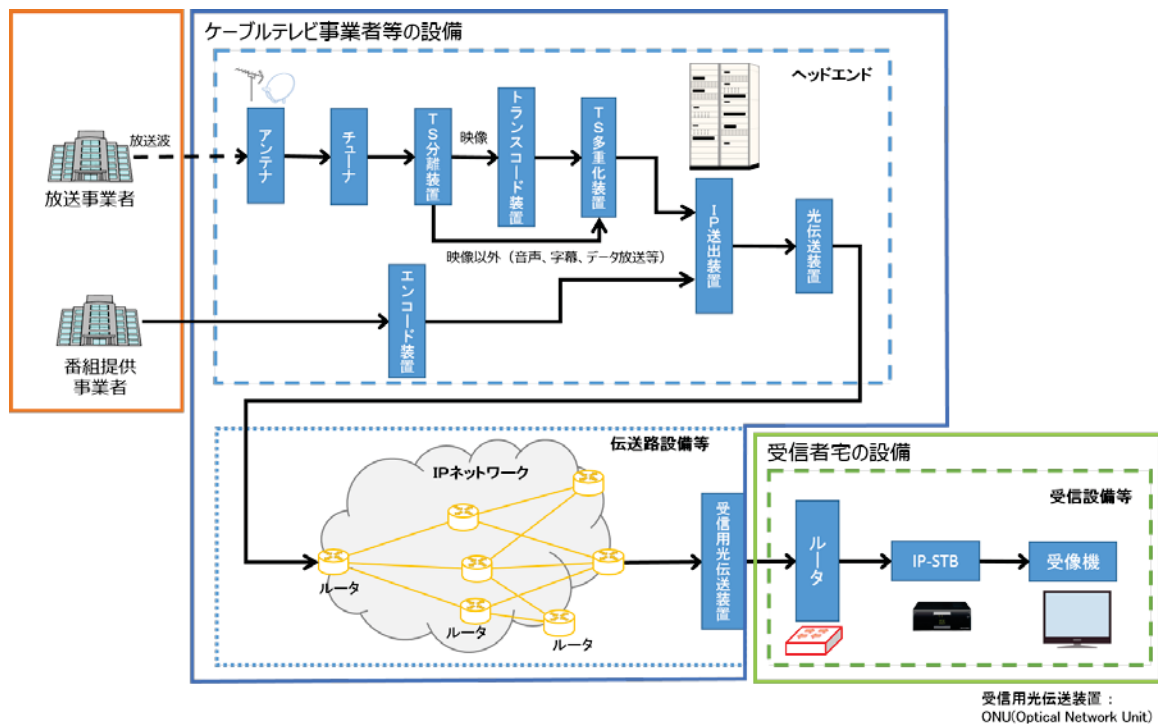 ケーブルテレビ事業者等の設備
ヘッドエンド
放送波
放送事業者
アンテナ
チューナ
TS分離装置
映像
トランスコード装置
TS多重化装置
映像以外（音声、字幕、データ放送等）
IP送出装置
光伝送装置
エンコード装置
番組提供
事業者
伝送路設備等
IPネットワーク
ルータ
ルータ
ルータ
受信用光伝送装置
受信者宅の設備
受信設備等
ルータ
IP-STB
受像機
受信用光伝送装置：
ONU(Optical Network Unit)